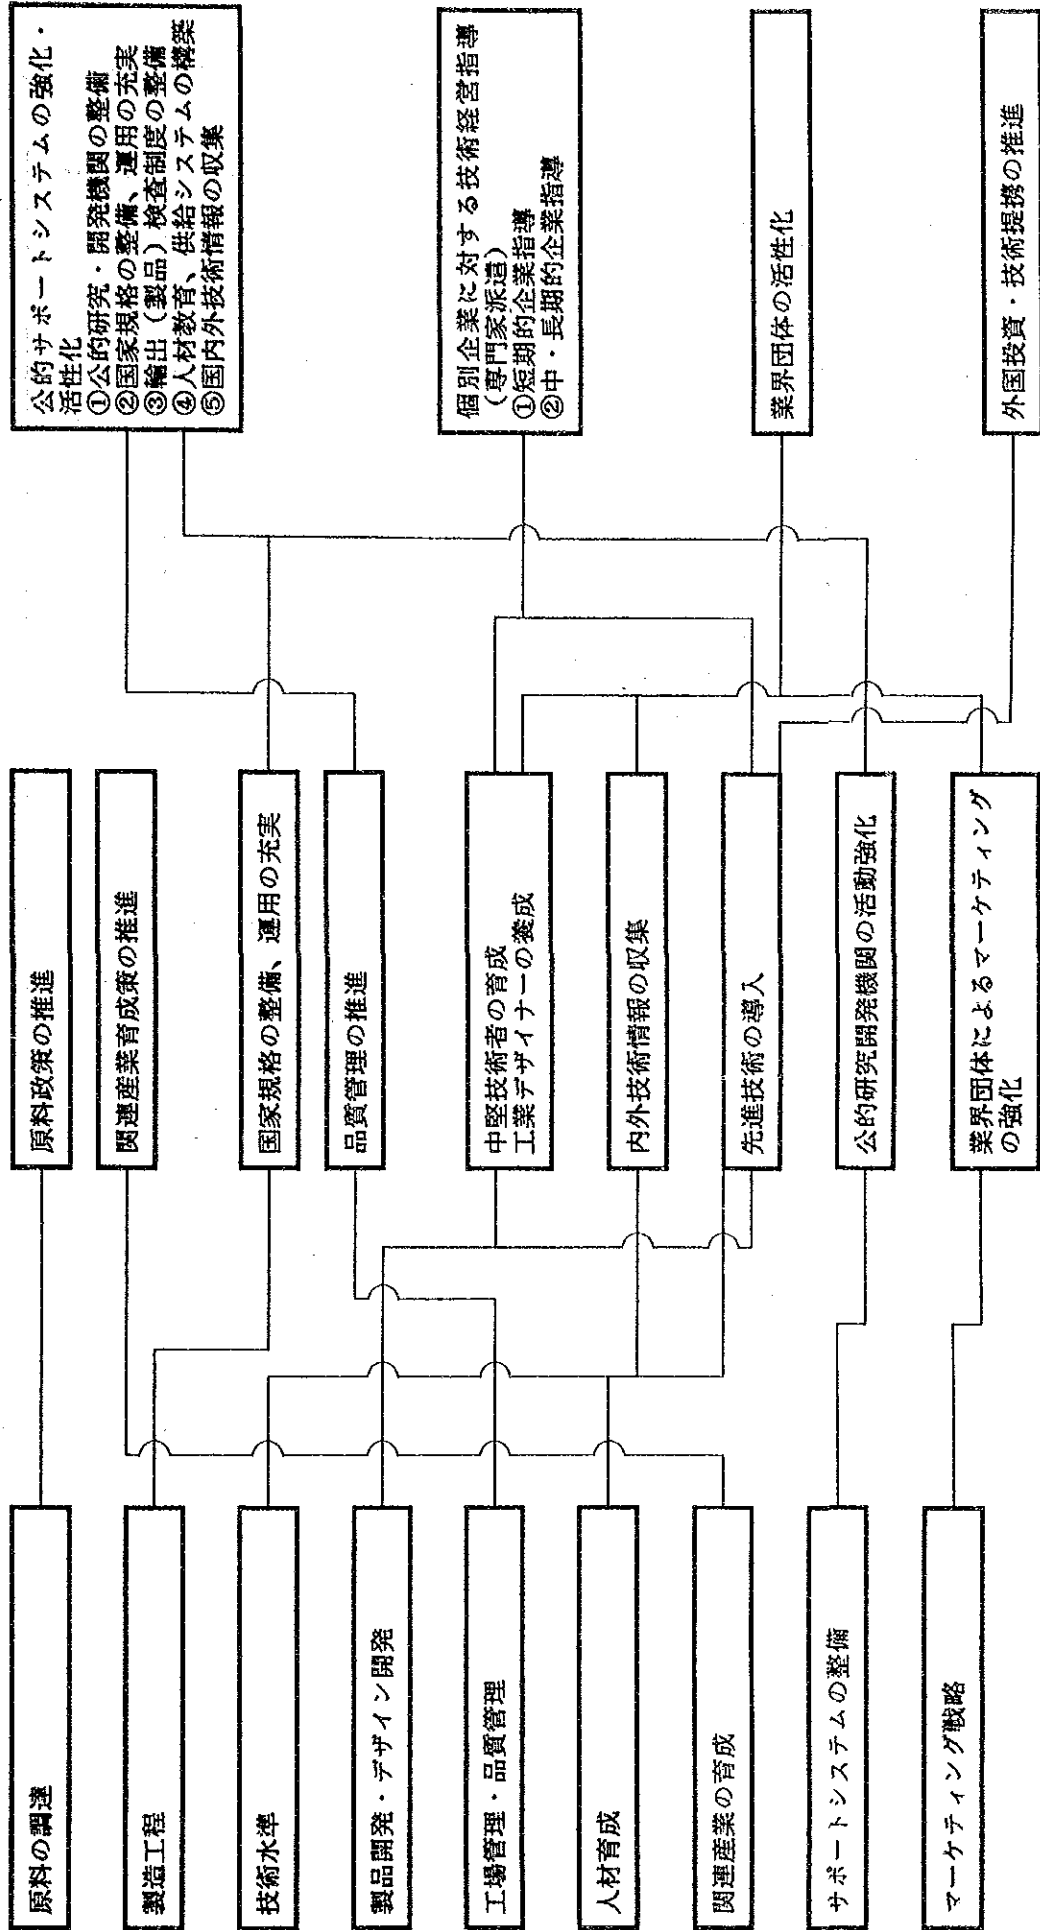 原料の調達
製造工程
技術水準
製品開発・デザイン開発
工場管理・品質管理
人材育成
関連産業の育成
サポートシステムの整備
マーケティング戦略
原料政策の推進
関連産業育成策の推進
国家規格の整備、運用の充実
品質管理の推進
中堅技術者の育成
工業デザイナーの養成
内外技術情報の収集
先進技術の導入
公的研究開発機関の活動強化
業界団体によるマーケティング
の強化
公的サポートシステムの強化・
活性化
①公的研究・開発機関の整備
②国家規格の整備、運用の充実
③輸出（製品）検査制度の整備
④人材教育、供給システムの構築
⑤国内外技術情報の収集
個別企業に対する技術経営指導
（専門家派遣）
①短期的企業指導
②中・長期的企業指導
業界団体の活性化
外国投資・技術提携の推進